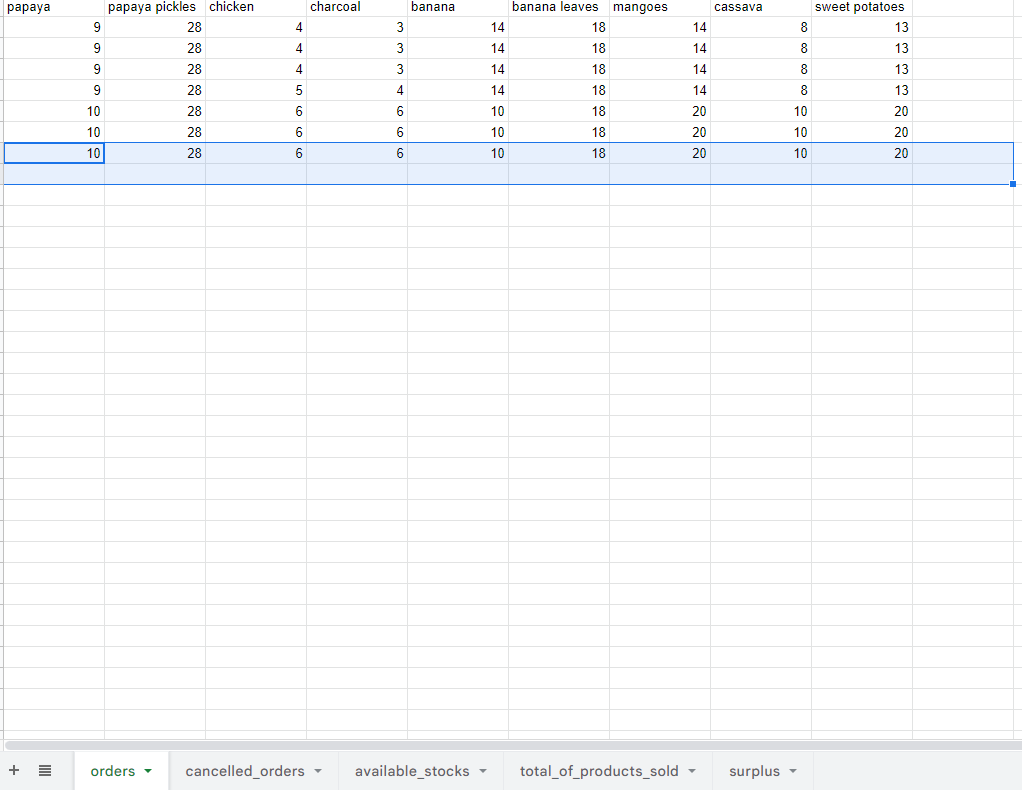 papaya papaya pickles chicken charcoal banana banana leaves mangoes cassava sweet potatoes
9 28 4 3 14 18 14 8 13
9 28 4 3 14 18 14 8 13
9 28 4 3 14 18 14 8 13
9 28 5 4 14 18 14 8 13
10 28 6 6 10 18 20 10 20
10 28 6 6 10 18 20 10 20
10 28 6 6 10 18 20 10 20
orders cancelled_orders available_stocks total_of_products_sold surplus